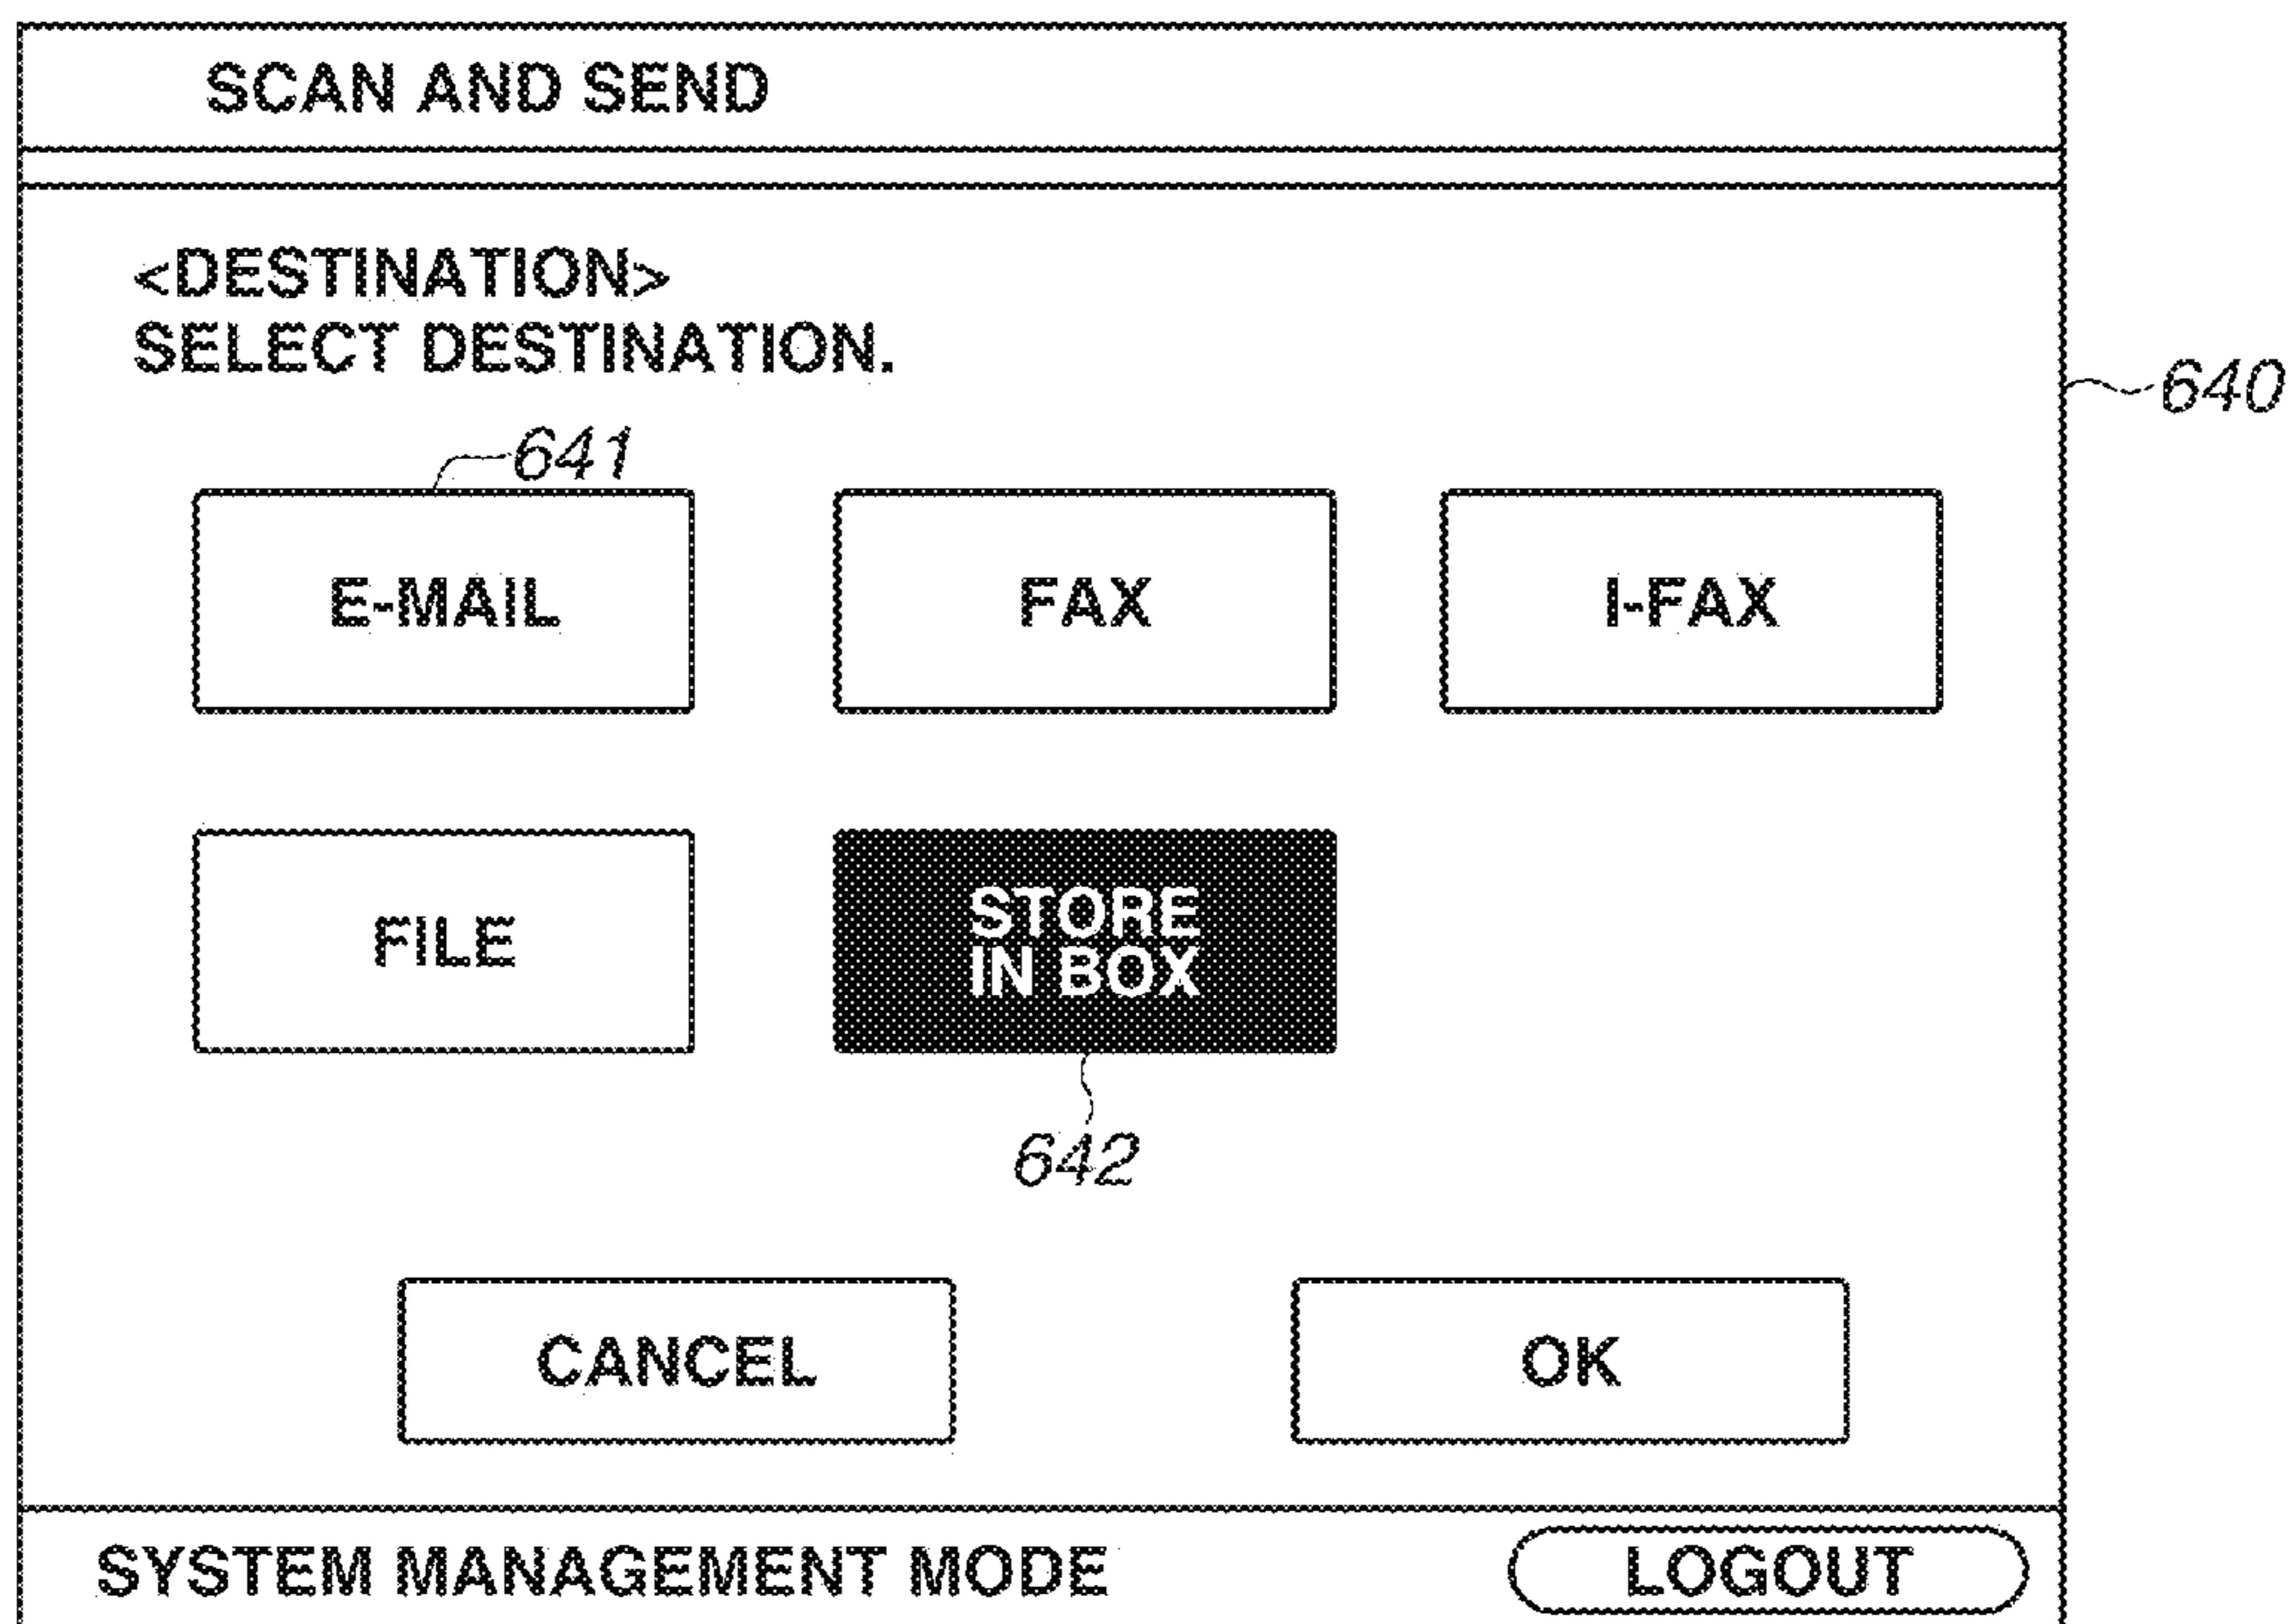 SCAN AND SEND
<DESTINATION>
SELECT DESTINATION.
640
641
E-MAIL
FAX
I-FAX
FILE
STORE
IN BOX
642
CANCEL
OK
SYSTEM MANAGEMENT MODE
LOGOUT